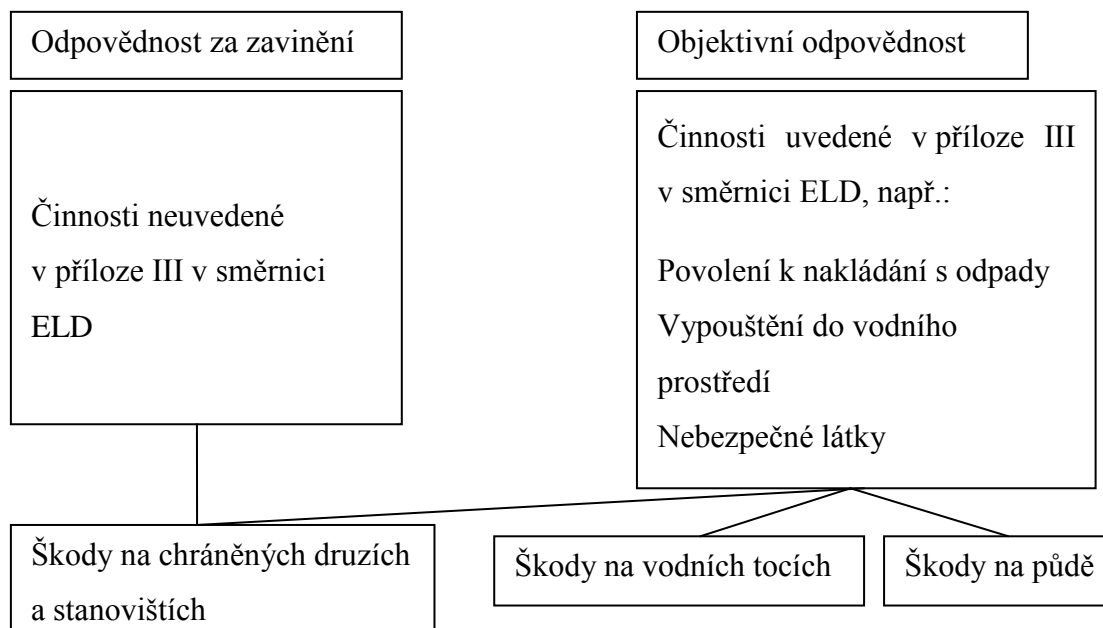 Odpovědnost za zavinění
Objektivní odpovědnost
Činnosti neuvedené
v příloze III v směrnici
ELD
Činnosti uvedené v příloze III
v směrnici ELD, např.:
Povolení k nakládání s odpady
Vypouštění do vodního
prostředí
Nebezpečné látky
Škody na chráněných druzích
a stanovištích
Škody na vodních tocích
Škody na půdě